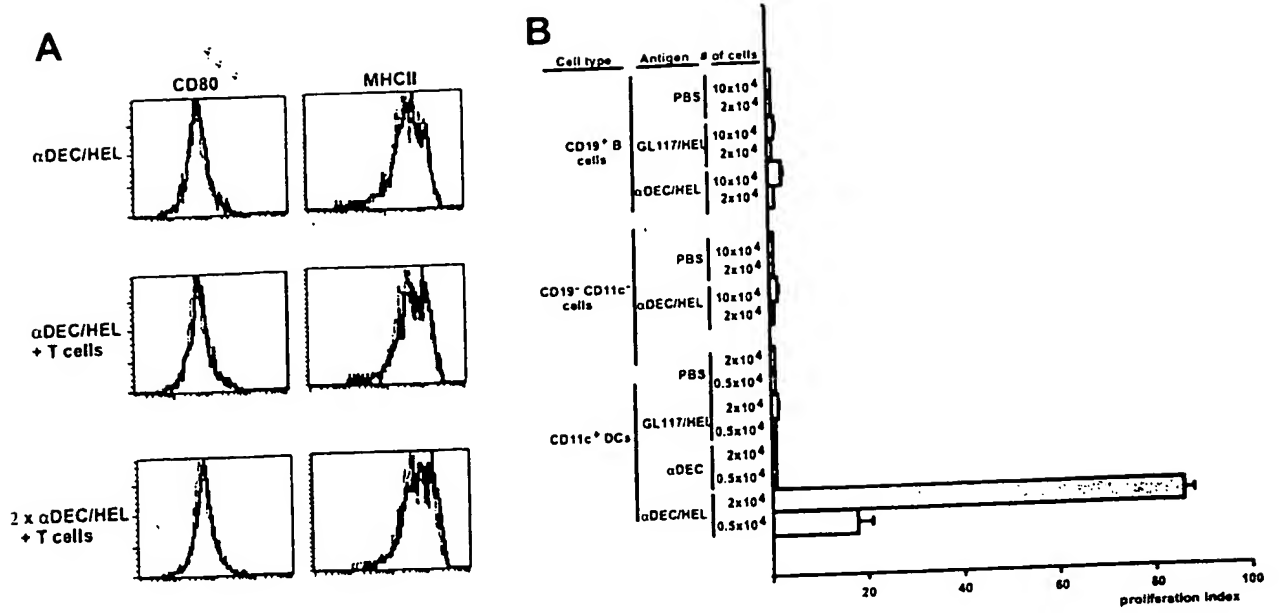 A
CD80
MHCII
αDEC/HEL
αDEC/HEL
+ T cells
2 x αDEC/HEL
+ T cells
B
Cell type Antigen # of cells
CD19⁺ B
cells
PBS
10x10⁴
2x10⁴
GL117/HEL
10x10⁴
2x10⁴
αDEC/HEL
10x10⁴
2x10⁴
CD19⁻ CD11c⁻
cells
PBS
10x10⁴
2x10⁴
αDEC/HEL
10x10⁴
2x10⁴
CD11c⁺ DCs
PBS
2x10⁴
0.5x10⁴
GL117/HEL
2x10⁴
0.5x10⁴
αDEC
2x10⁴
0.5x10⁴
αDEC/HEL
2x10⁴
0.5x10⁴
20 40 60 80 100
proliferation index